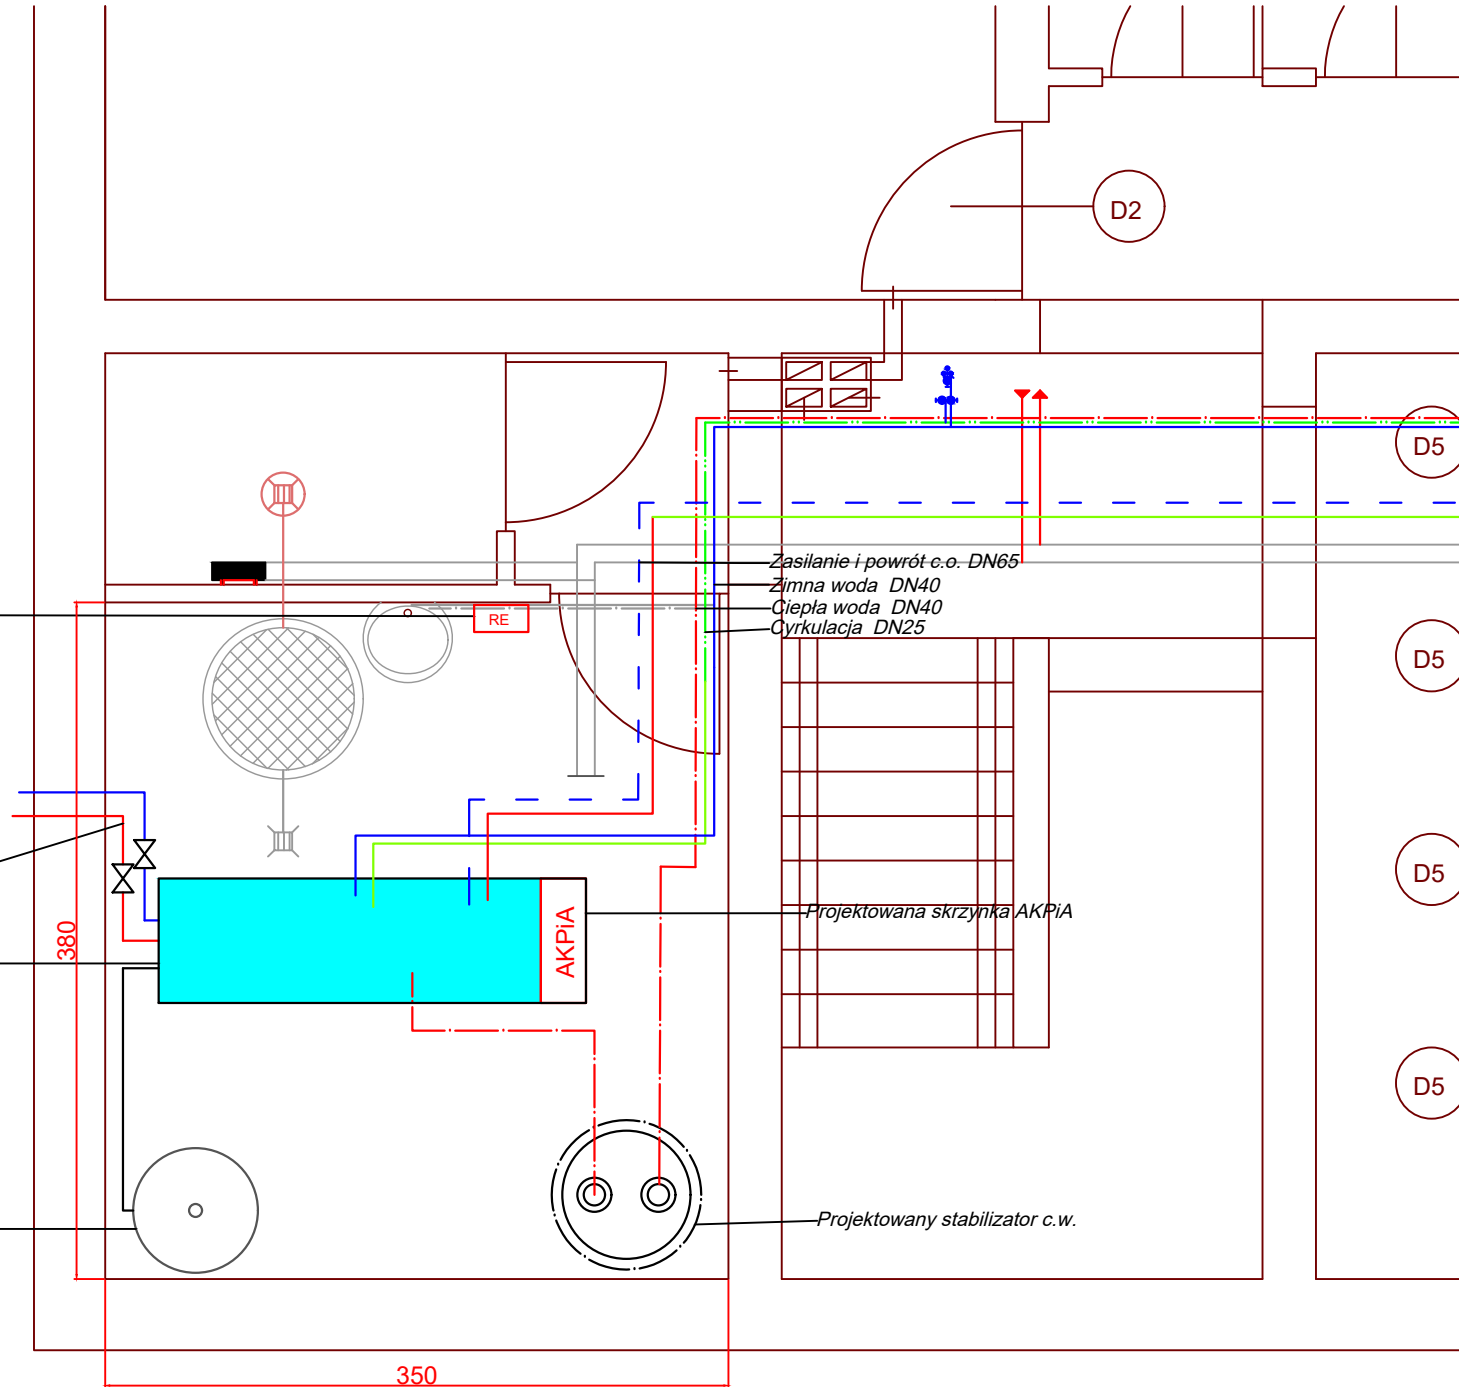 D2
D5
Zasilanie i powrót c.o. DN65
Zimna woda DN40
Ciepła woda DN40
RE
Cyrkulacja DN25
D5
D5
Projektowana skrzynka AKPiA
AKPiA
380
D5
Projektowany stabilizator c.w.
350